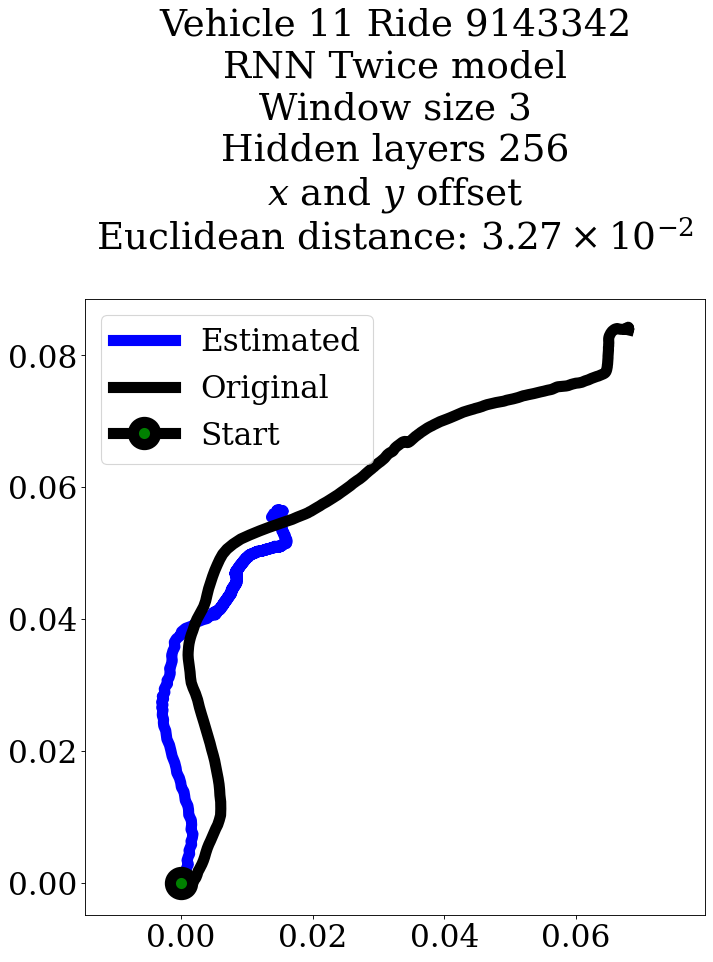 Vehicle 11 Ride 9143342
RNN Twice model
Window size 3
Hidden layers 256
x and y offset
Euclidean distance: 3.27 × 10⁻²
Estimated
Original
Start
0.08
0.06
0.04
0.02
0.00
0.00 0.02 0.04 0.06